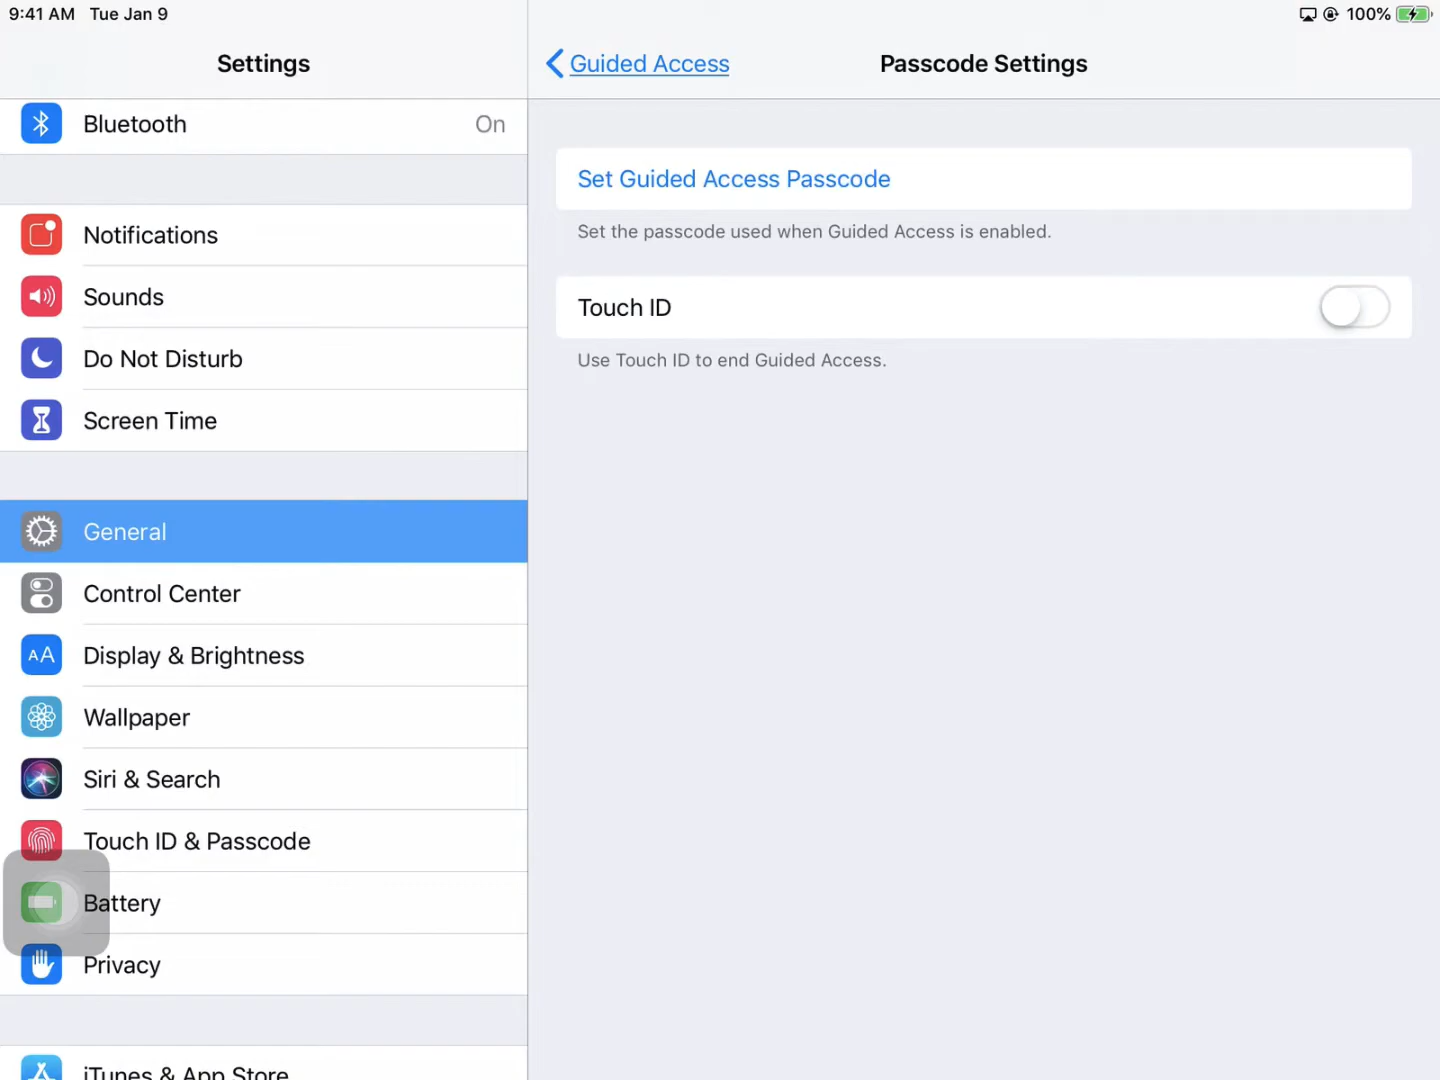 9:41 AM Tue Jan 9
100%
Settings
Guided Access
Passcode Settings
Bluetooth On
Notifications
Sounds
Do Not Disturb
Screen Time
General
Control Center
AA Display & Brightness
Wallpaper
Siri & Search
Touch ID & Passcode
Battery
Privacy
iTunes & App Store
Set Guided Access Passcode
Set the passcode used when Guided Access is enabled.
Touch ID
Use Touch ID to end Guided Access.